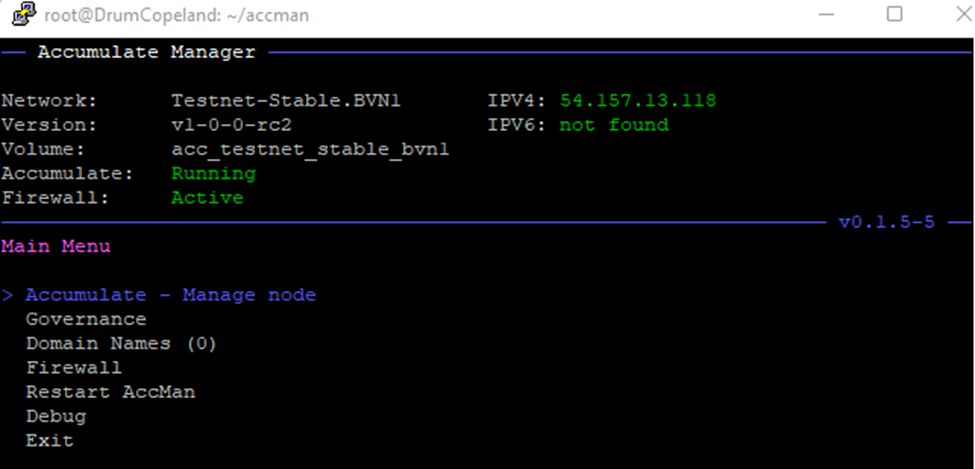 root@DrumCopeland: ~/accman
Accumulate Manager
Network: Testnet-Stable.BVN1 IPV4: 54.157.13.118
Version: v1-0-0-rc2 IPV6: not found
Volume: acc_testnet_stable_bvn1
Accumulate: Running
Firewall: Active
v0.1.5-5
Main Menu
> Accumulate - Manage node
Governance
Domain Names (0)
Firewall
Restart AccMan
Debug
Exit